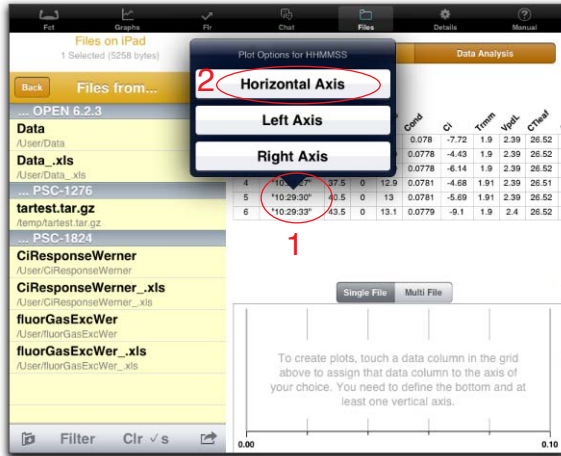 Fct Graphs Flr Chat Files Details Manual
Files on iPad
1 Selected (5258 bytes)
Back Files from...
... OPEN 6.2.3
Data
/User/Data
Data_.xls
/User/Data_.xls
... PSC-1276
tartest.tar.gz
/temp/tartest.tar.gz
... PSC-1824
CiResponseWerner
/User/CiResponseWerner
CiResponseWerner_.xls
/User/CiResponseWerner_.xls
fluorGasExcWer
/User/fluorGasExcWer
fluorGasExcWer_.xls
/User/fluorGasExcWer_.xls
Filter Clr ✓s
Data Analysis
Plot Options for HHMMSS
2
Horizontal Axis
Left Axis
Right Axis
Cond Ci Trmm VpdL CTleaf
0.078 -7.72 1.9 2.39 26.52
0.0778 -4.43 1.9 2.39 26.52
0.0778 -6.14 1.9 2.39 26.52
4 37.5 0 12.9 0.0781 -4.68 1.91 2.39 26.51
5 "10:29:30" 40.5 0 13 0.0781 -5.69 1.91 2.39 26.52
6 "10:29:33" 43.5 0 13.1 0.0779 -9.1 1.9 2.4 26.52
1
Single File Multi File
To create plots, touch a data column in the grid
above to assign that data column to the axis of
your choice. You need to define the bottom and at
least one vertical axis.
0.00 0.10